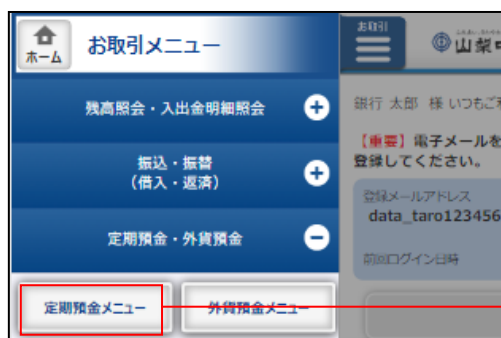 ホーム
お取引メニュー
残高照会・入出金明細照会
振込・振替
(借入・返済)
定期預金・外貨預金
定期預金メニュー
外貨預金メニュー
お取引
山梨中
銀行 太郎 様 いつもご利
【重要】電子メールを
登録してください。
登録メールアドレス
data_taro123456
前回ログイン日時